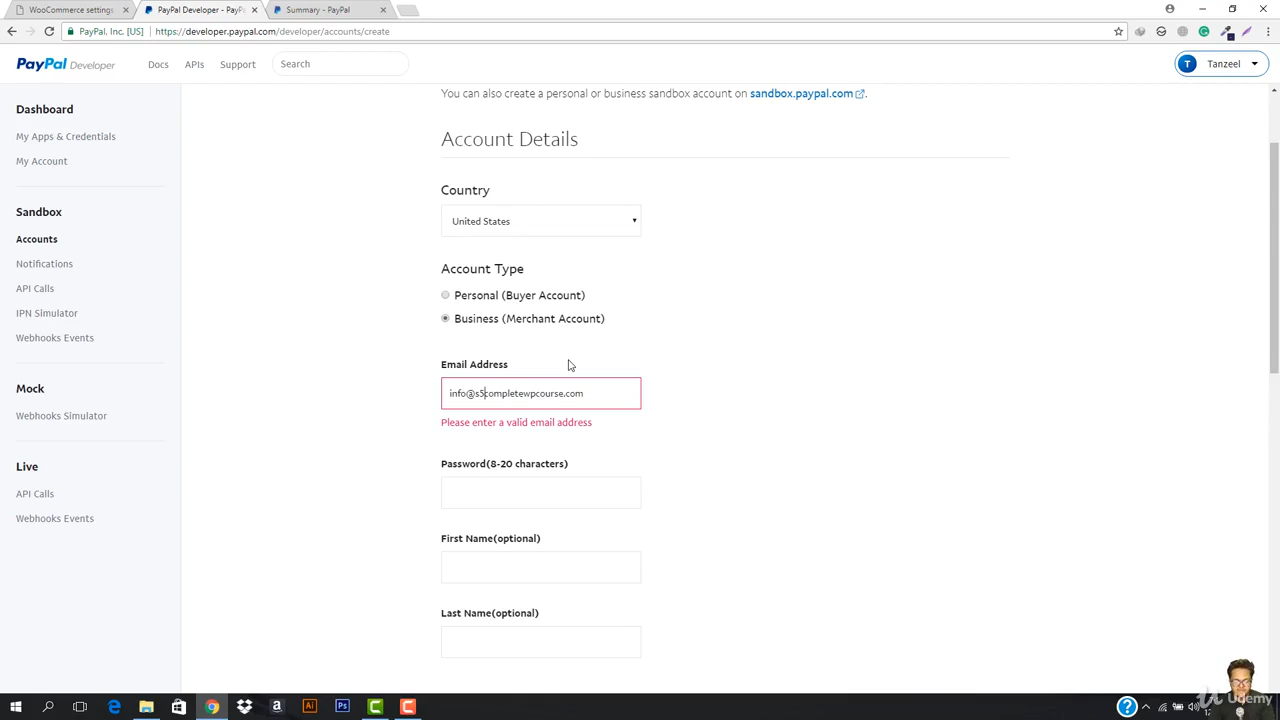 WooCommerce settings
PayPal Developer - PayP
Summary - PayPal
PayPal, Inc. [US]
https://developer.paypal.com/developer/accounts/create
PayPal Developer
Docs
APIs
Support
Search
T
Tanzeel
Dashboard
My Apps & Credentials
My Account
Sandbox
Accounts
Notifications
API Calls
IPN Simulator
Webhooks Events
Mock
Webhooks Simulator
Live
API Calls
Webhooks Events
You can also create a personal or business sandbox account on sandbox.paypal.com.
Account Details
Country
United States
Account Type
Personal (Buyer Account)
Business (Merchant Account)
Email Address
info@s5completewpcourse.com
Please enter a valid email address
Password(8-20 characters)
First Name(optional)
Last Name(optional)
Udemy